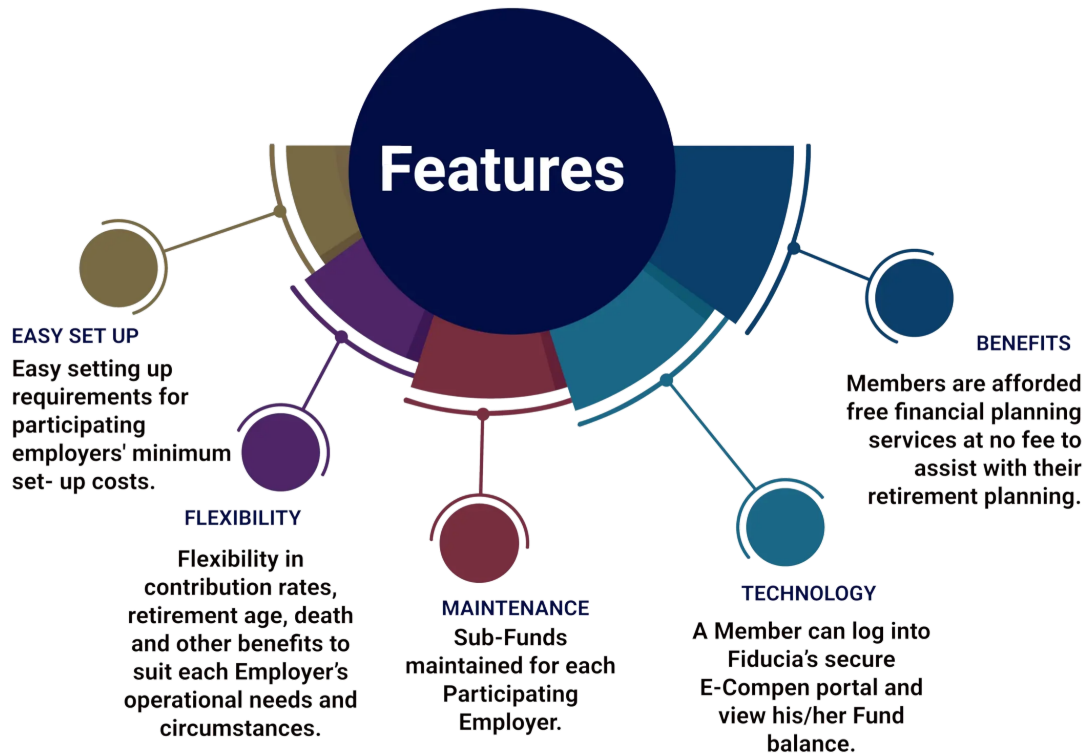 Features
EASY SET UP
Easy setting up
requirements for
participating
employers' minimum
set- up costs.
FLEXIBILITY
Flexibility in
contribution rates,
retirement age, death
and other benefits to
suit each Employer’s
operational needs and
circumstances.
MAINTENANCE
Sub-Funds
maintained for each
Participating
Employer.
TECHNOLOGY
A Member can log into
Fiducia’s secure
E-Compen portal and
view his/her Fund
balance.
BENEFITS
Members are afforded
free financial planning
services at no fee to
assist with their
retirement planning.